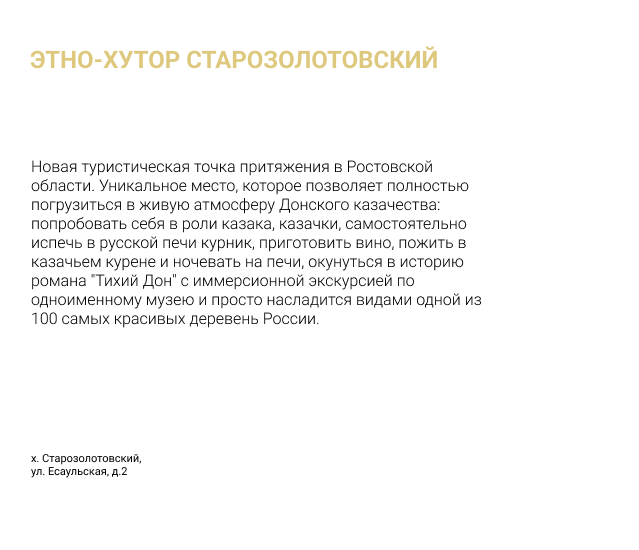 ЭТНО-ХУТОР СТАРОЗОЛОТОВСКИЙ
Новая туристическая точка притяжения в Ростовской
области. Уникальное место, которое позволяет полностью
погрузиться в живую атмосферу Донского казачества:
попробовать себя в роли казака, казачки, самостоятельно
испечь в русской печи курник, приготовить вино, пожить в
казачьем курене и ночевать на печи, окунуться в историю
романа "Тихий Дон" с иммерсионной экскурсией по
одноименному музею и просто насладится видами одной из
100 самых красивых деревень России.
х. Старозолотовский,
ул. Есаульская, д.2